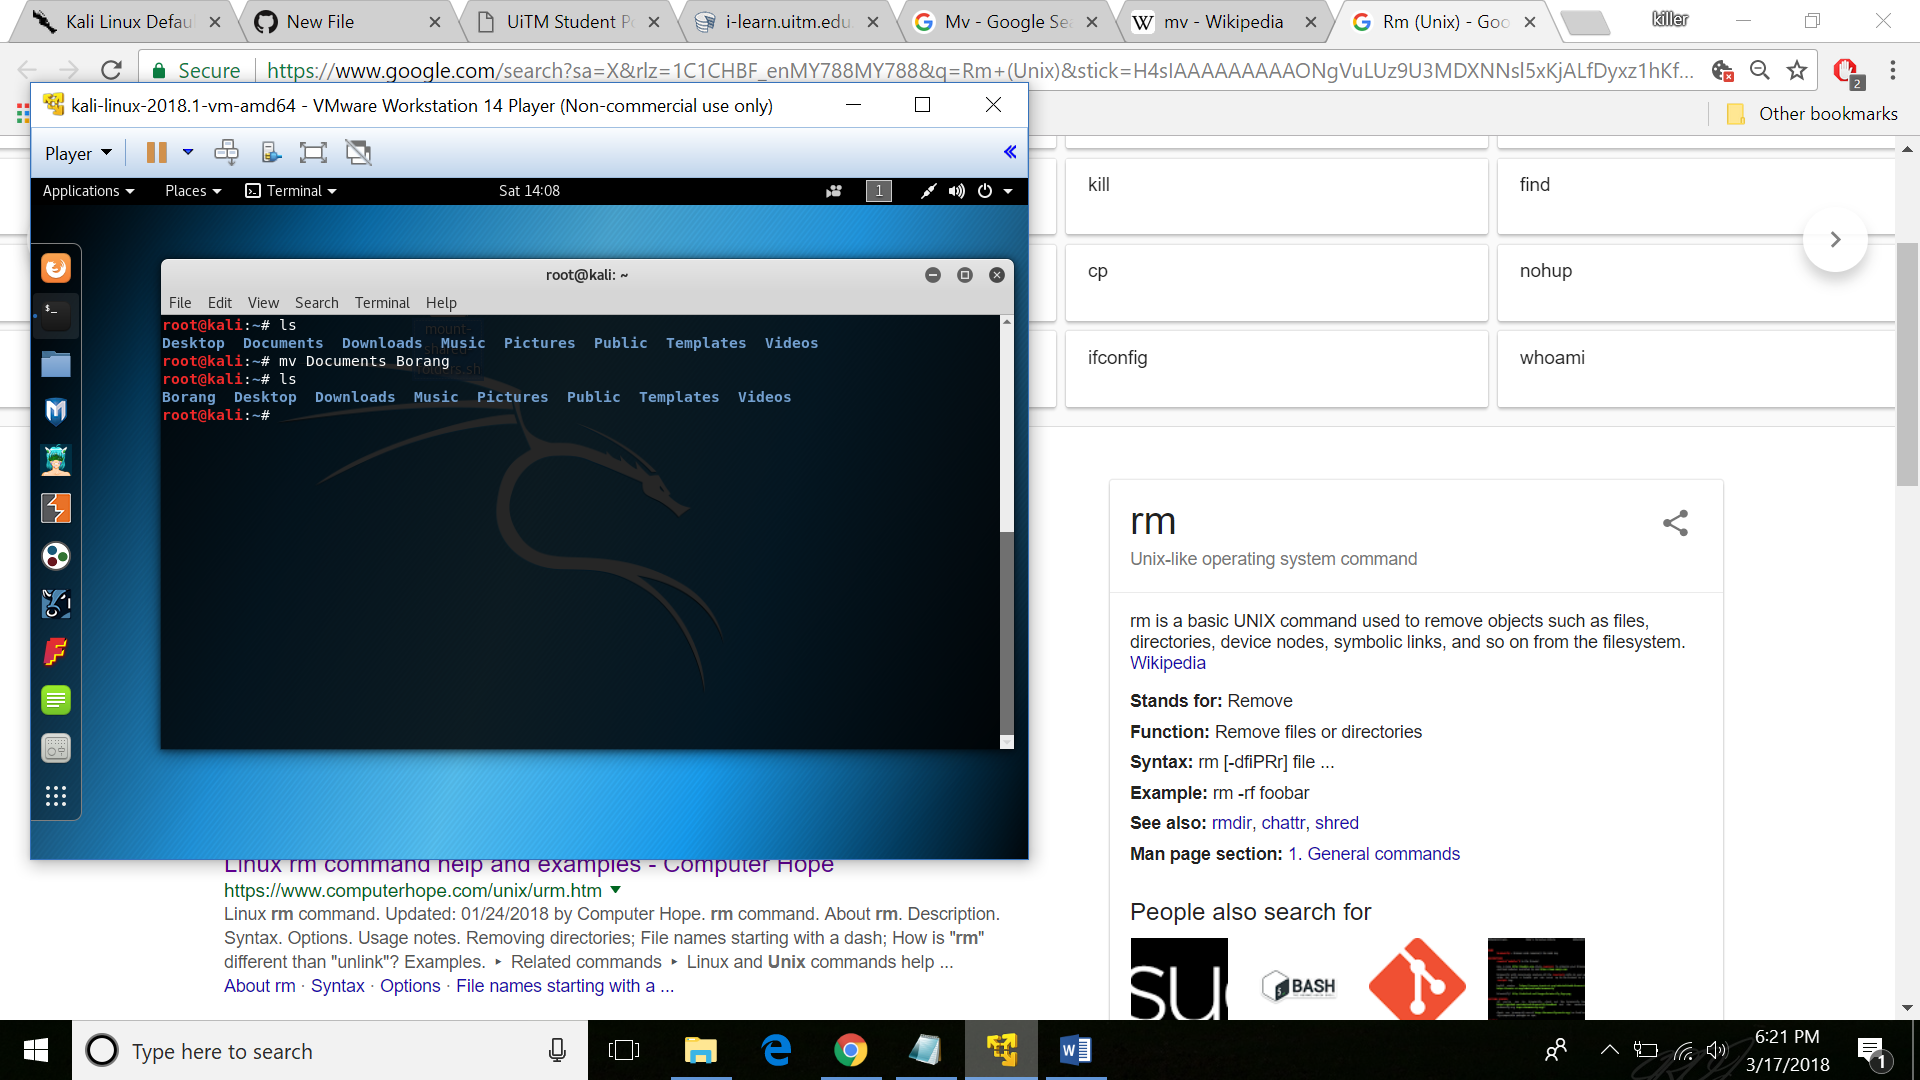 Kali Linux Defau
New File
UiTM Student Po
i-learn.uitm.edu.
Mv - Google Sea
mv - Wikipedia
Rm (Unix) - Goo
killer
Secure
https://www.google.com/search?sa=X&rlz=1C1CHBF_enMY788MY788&q=Rm+(Unix)&stick=H4sIAAAAAAAAAONgVuLUz9U3MDXNNsl5xKjALfDyxz1hKf...
2
Other bookmarks
kali-linux-2018.1-vm-amd64 - VMware Workstation 14 Player (Non-commercial use only)
Player
Applications
Places
Terminal
Sat 14:08
1
root@kali: ~
File Edit View Search Terminal Help
root@kali:~# ls
Desktop Documents Downloads Music Pictures Public Templates Videos
root@kali:~# mv Documents Borang
root@kali:~# ls
Borang Desktop Downloads Music Pictures Public Templates Videos
root@kali:~#
mount-
kill
find
cp
nohup
ifconfig
whoami
rm
Unix-like operating system command
rm is a basic UNIX command used to remove objects such as files,
directories, device nodes, symbolic links, and so on from the filesystem.
Wikipedia
Stands for: Remove
Function: Remove files or directories
Syntax: rm [-dfiPRr] file ...
Example: rm -rf foobar
See also: rmdir, chattr, shred
Man page section: 1. General commands
People also search for
su
BASH
Linux rm command help and examples - Computer Hope
https://www.computerhope.com/unix/urm.htm
Linux rm command. Updated: 01/24/2018 by Computer Hope. rm command. About rm. Description.
Syntax. Options. Usage notes. Removing directories; File names starting with a dash; How is "rm"
different than "unlink"? Examples. ‣ Related commands ‣ Linux and Unix commands help ...
About rm · Syntax · Options · File names starting with a ...
Type here to search
6:21 PM
3/17/2018
1